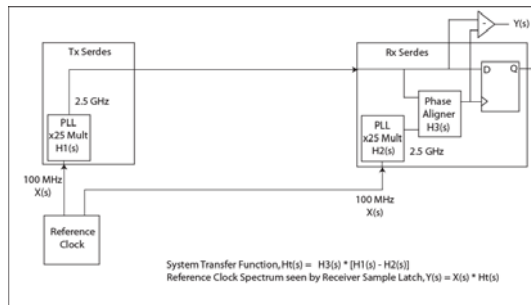 Y(s)
Tx Serdes
Rx Serdes
2.5 GHz
D
Q
PLL
x25 Mult
H1(s)
Phase
Aligner
H3(s)
PLL
x25 Mult
H2(s)
2.5 GHz
100 MHz
X(s)
100 MHz
X(s)
Reference
Clock
System Transfer Function, Ht(s) = H3(s) * [H1(s) - H2(s)]
Reference Clock Spectrum seen by Receiver Sample Latch, Y(s) = X(s) * Ht(s)